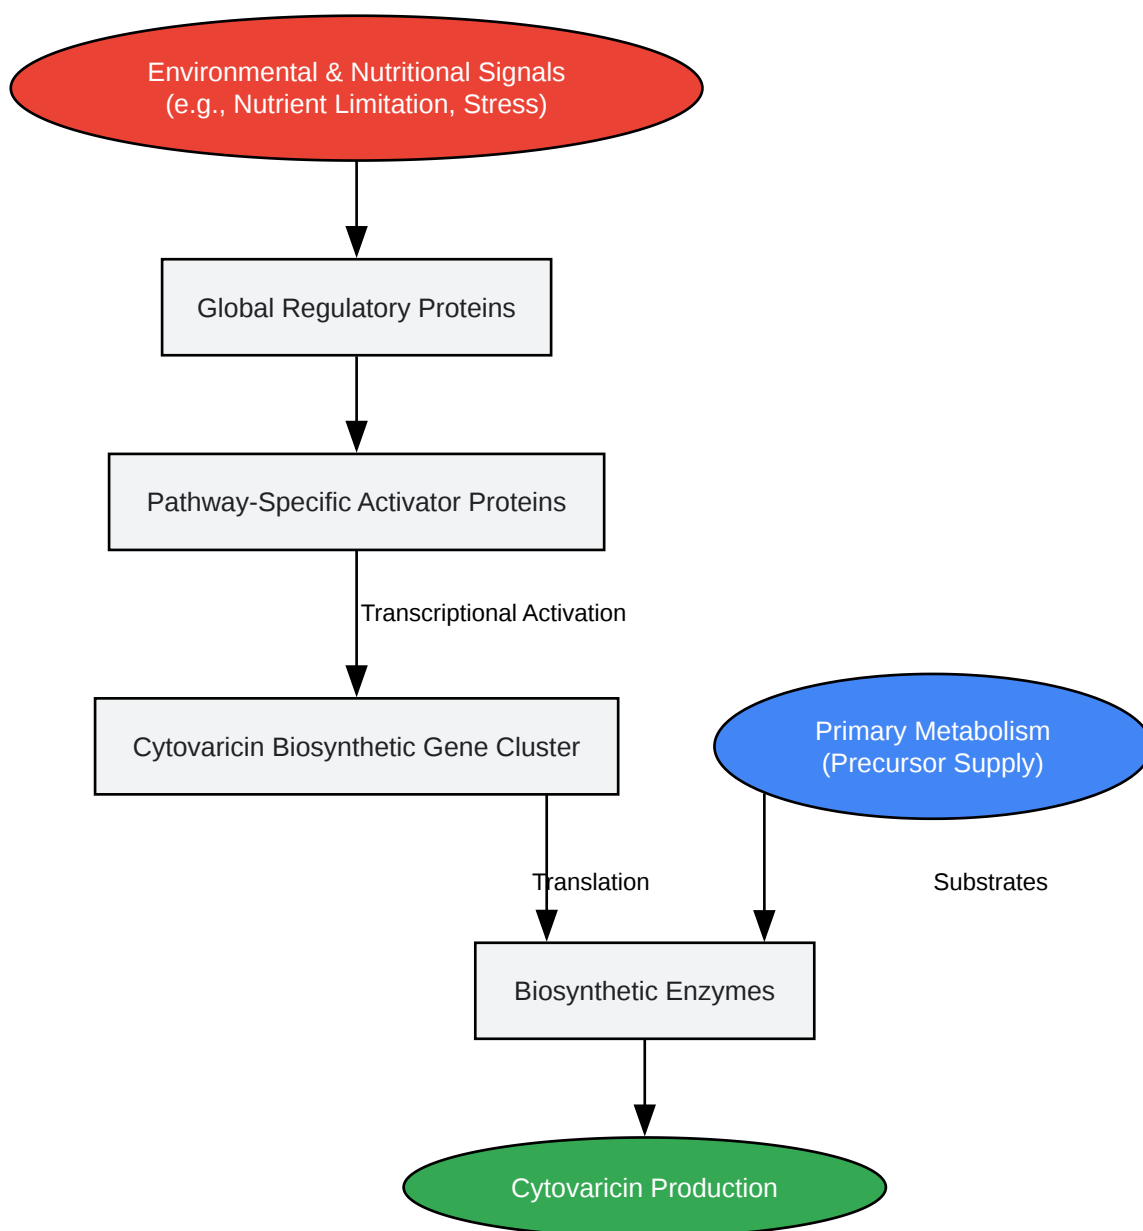 Environmental & Nutritional Signals
(e.g., Nutrient Limitation, Stress)
Global Regulatory Proteins
Pathway-Specific Activator Proteins
Transcriptional Activation
Cytovaricin Biosynthetic Gene Cluster
Primary Metabolism
(Precursor Supply)
Translation
Substrates
Biosynthetic Enzymes
Cytovaricin Production